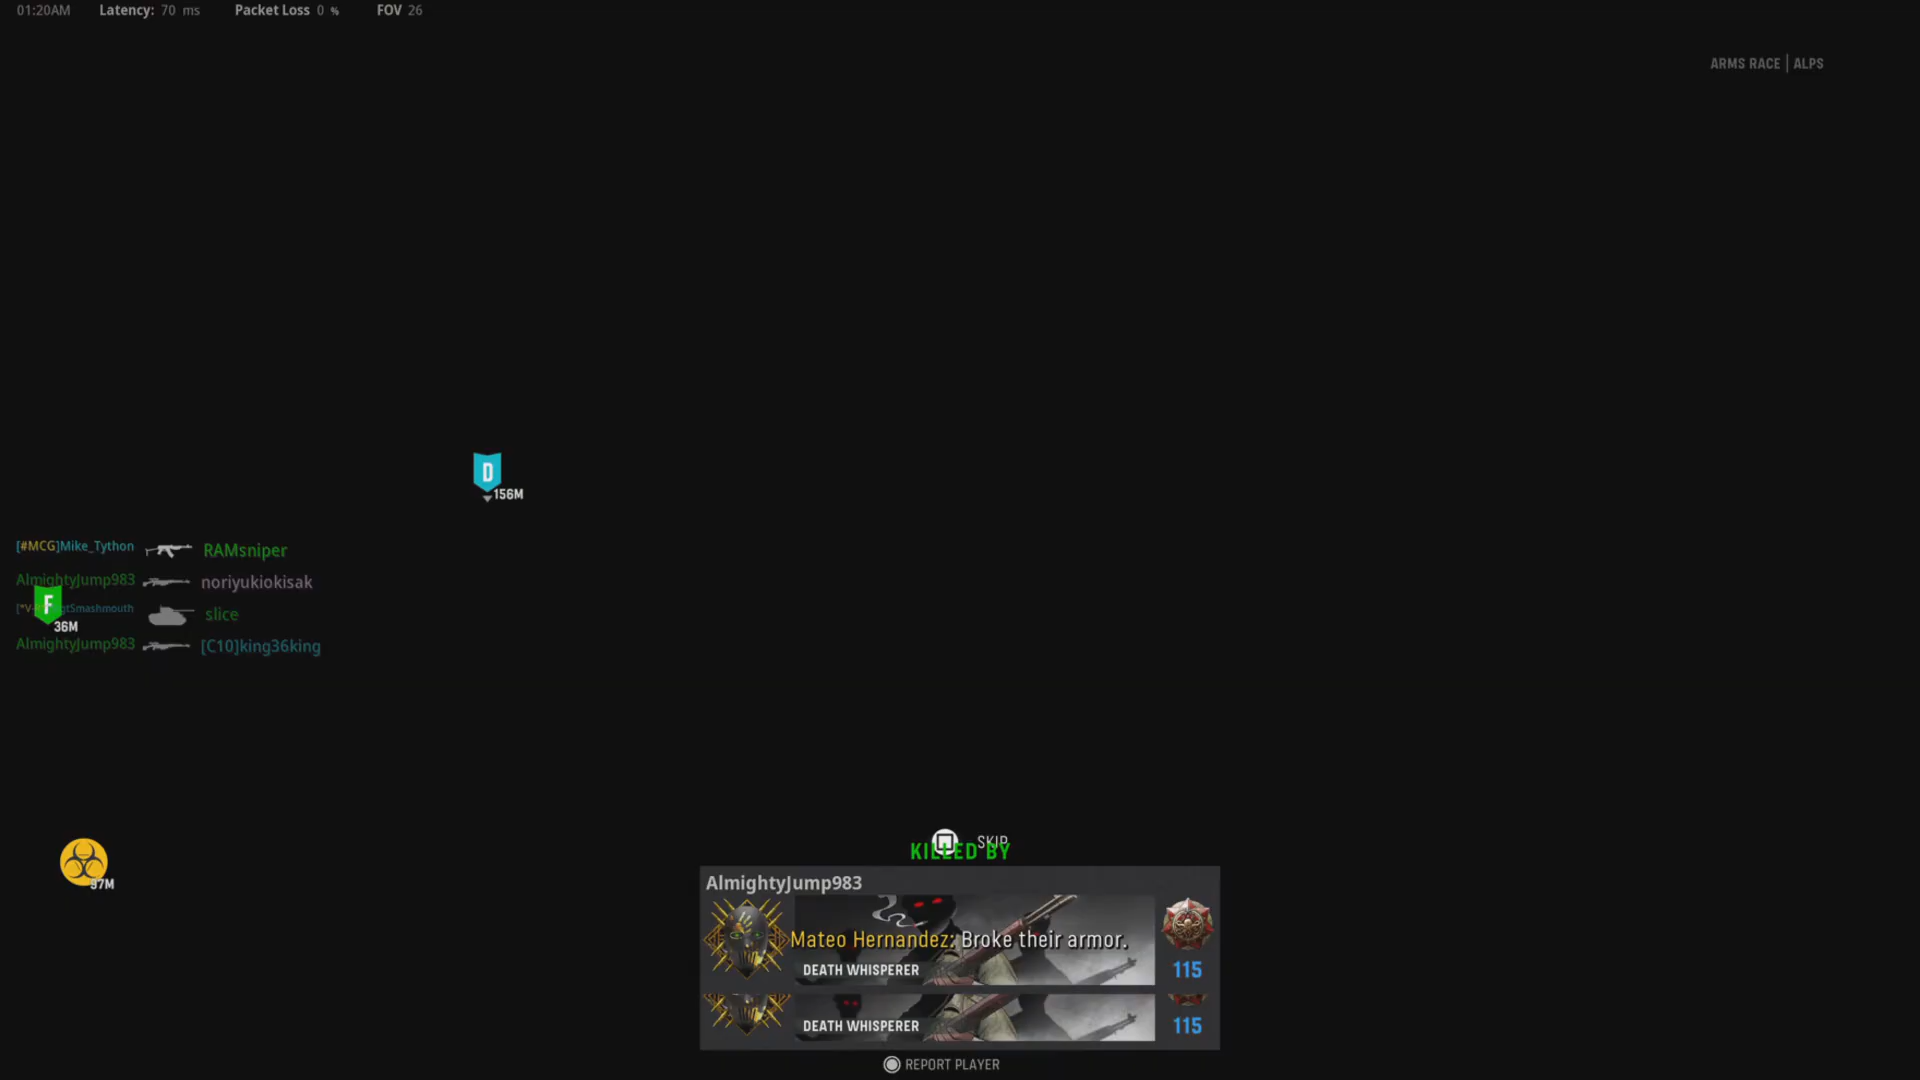 01:20AM Latency: 70 ms Packet Loss 0 % FOV 26
ARMS RACE | ALPS
D
156M
[#MCG]Mike_Tython RAMsniper
AlmightyJump983 noriyukiokisak
F
gtSmashmouth slice
36M
AlmightyJump983 [C10]king36king
97M
SKIP
KILLED BY
AlmightyJump983
Mateo Hernandez: Broke their armor.
DEATH WHISPERER 115
DEATH WHISPERER 115
REPORT PLAYER